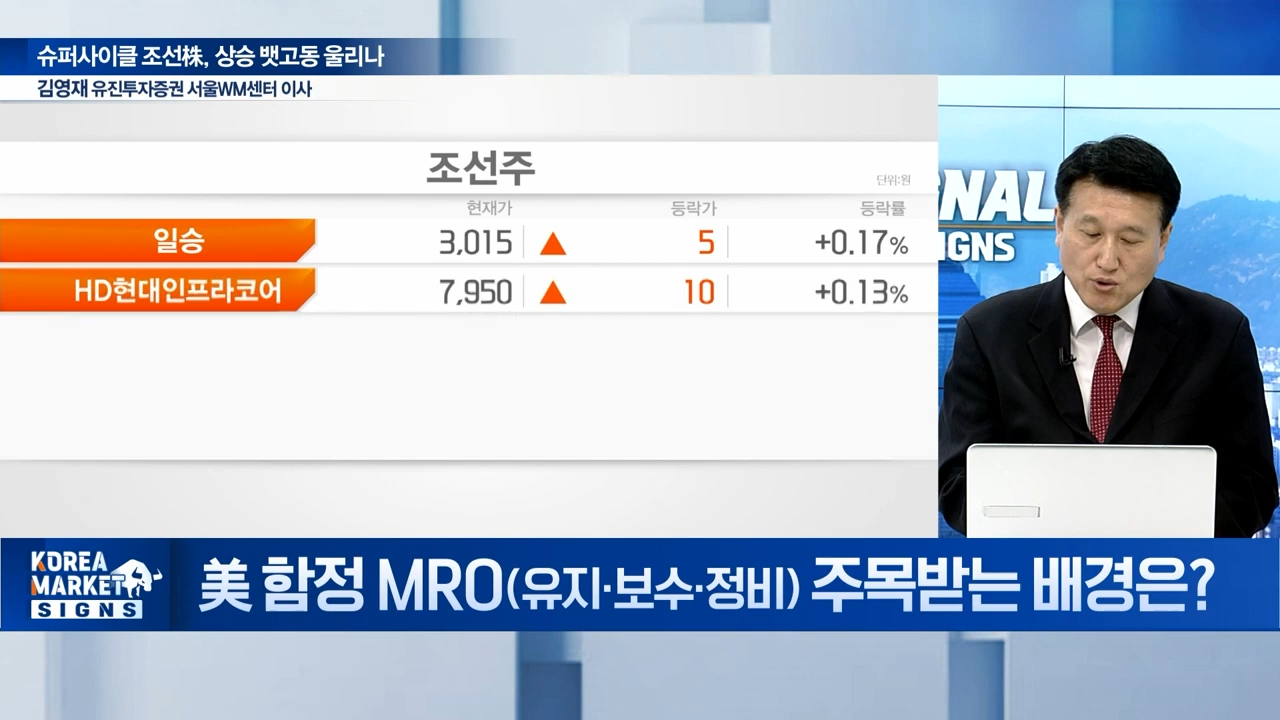 슈퍼사이클 조선株, 상승 뱃고동 울리나
김영재 유진투자증권 서울WM센터 이사
조선주
단위:원
현재가 등락가 등락률
일승 3,015 ▲ 5 +0.17%
HD현대인프라코어 7,950 ▲ 10 +0.13%
NAL
IGNS
KOREA
MARKET
SIGNS
美 함정 MRO(유지·보수·정비) 주목받는 배경은?